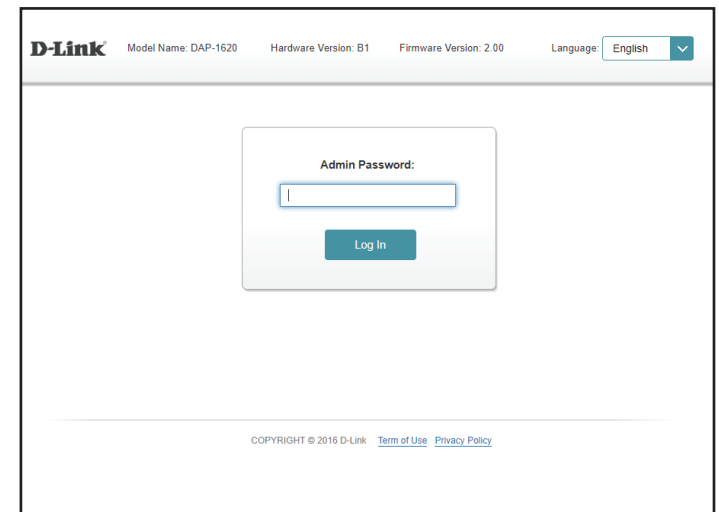 D-Link Model Name: DAP-1620 Hardware Version: B1 Firmware Version: 2.00 Language: English
Admin Password:
Log In
COPYRIGHT © 2016 D-Link Term of Use Privacy Policy